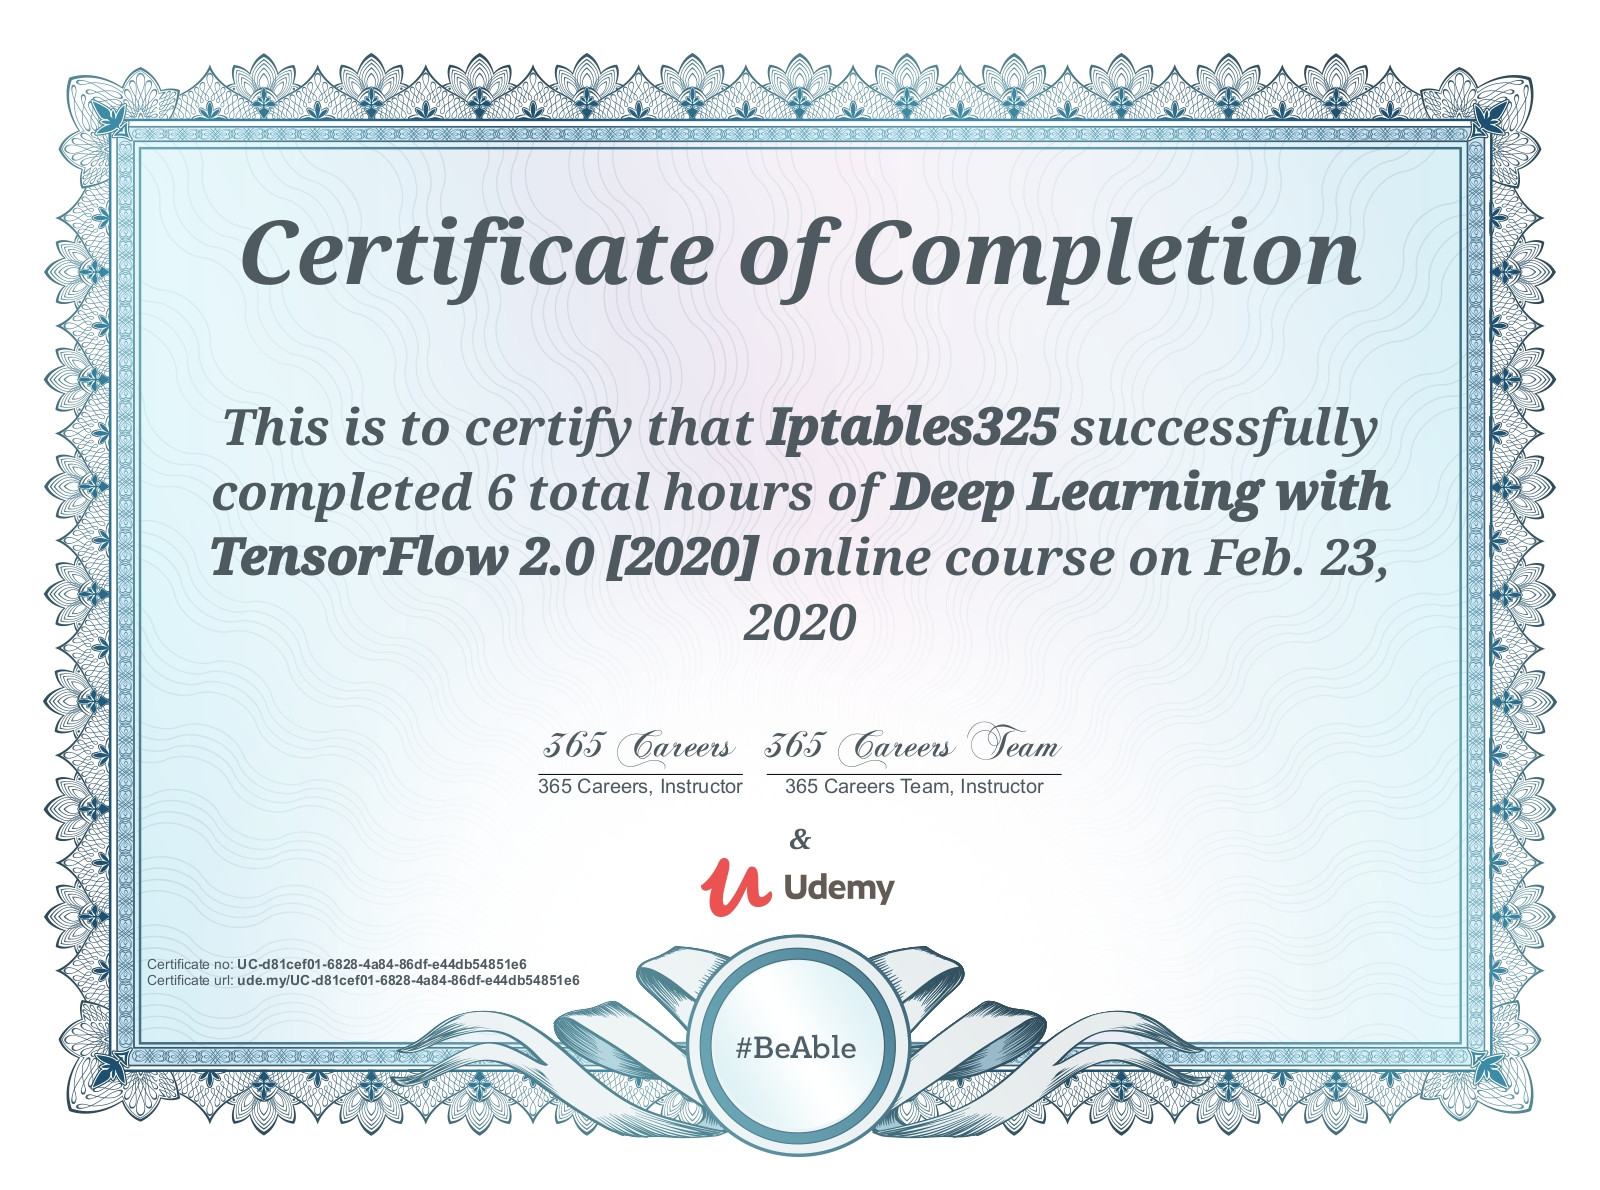 Certificate of Completion
This is to certify that Iptables325 successfully
completed 6 total hours of Deep Learning with
TensorFlow 2.0 [2020] online course on Feb. 23,
2020
365 Careers 365 Careers Team
365 Careers, Instructor 365 Careers Team, Instructor
&
Udemy
Certificate no: UC-d81cef01-6828-4a84-86df-e44db54851e6
Certificate url: ude.my/UC-d81cef01-6828-4a84-86df-e44db54851e6
#BeAble